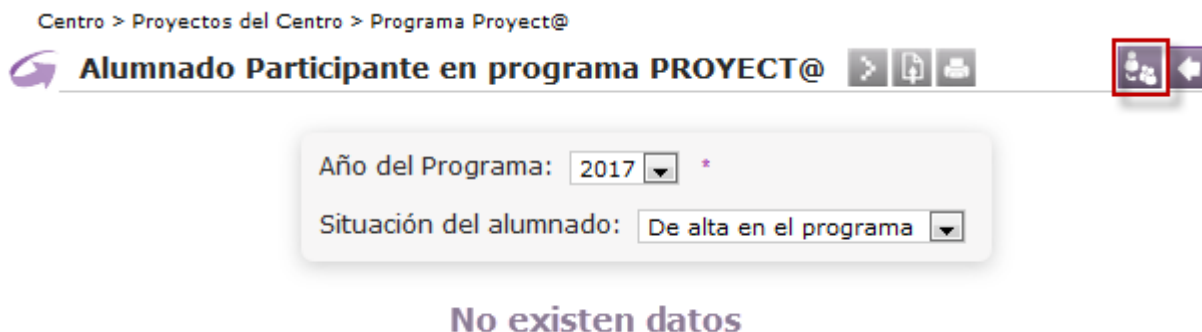 Centro > Proyectos del Centro > Programa Proyect@
Alumnado Participante en programa PROYECT@
Año del Programa: 2017 *
Situación del alumnado: De alta en el programa
No existen datos